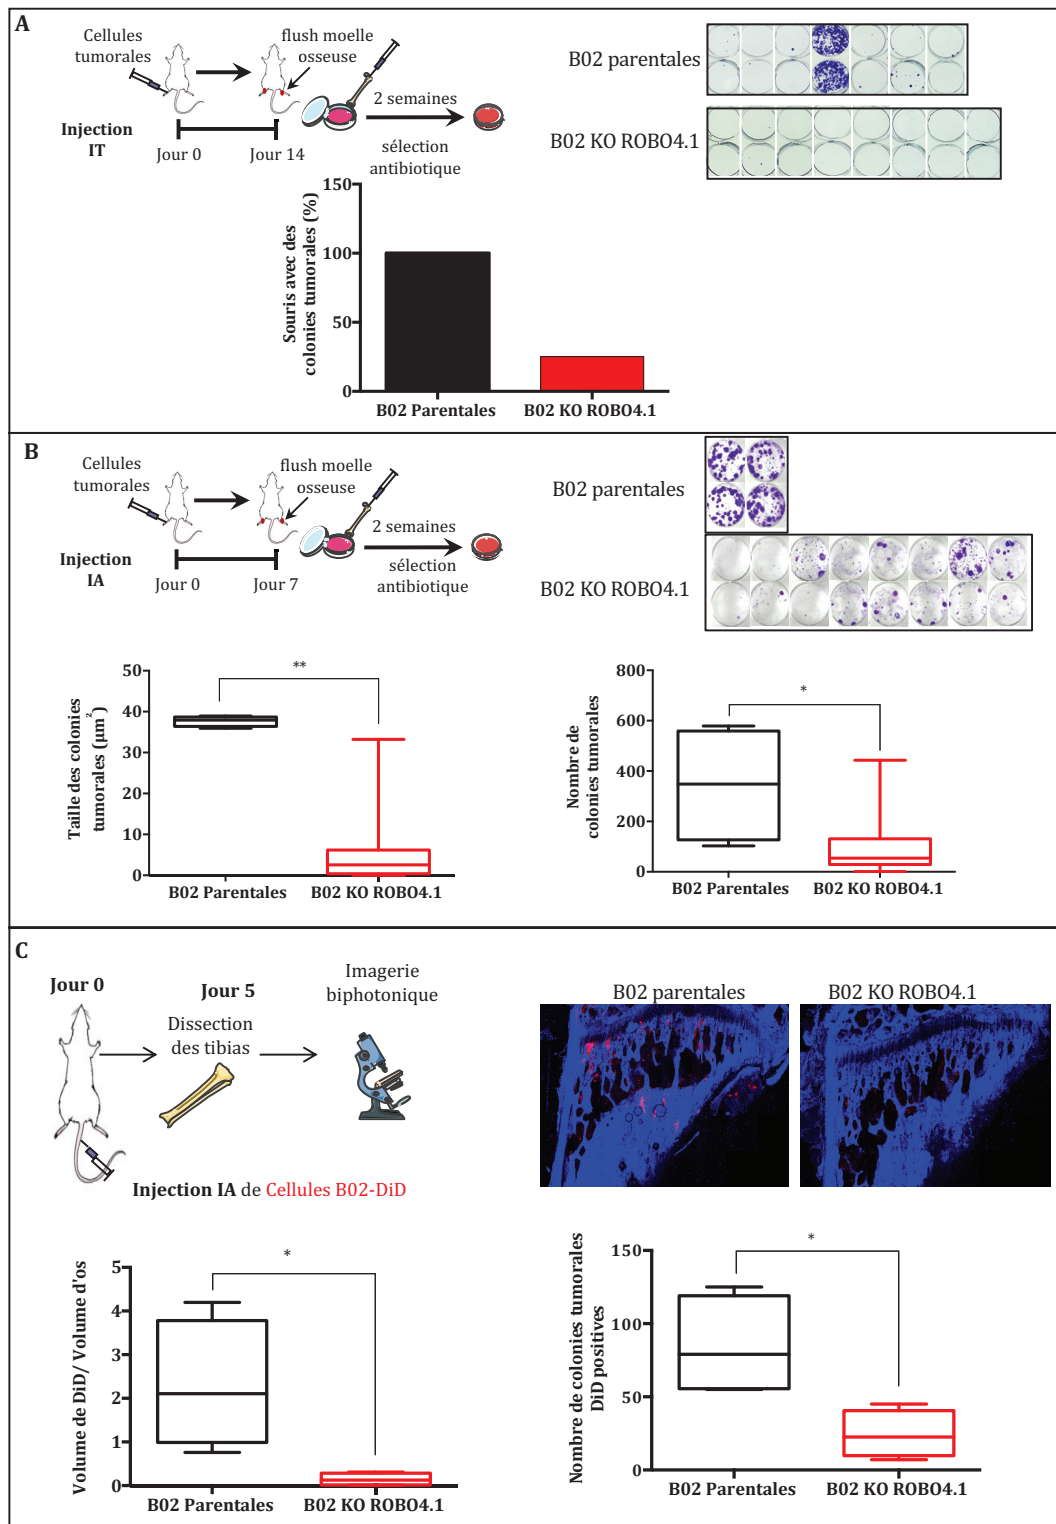 A
Cellules
tumorales
flush moelle
osseuse
2 semaines
sélection
antibiotique
Injection
IT
Jour 0
Jour 14
B02 parentales
B02 KO ROBO4.1
Souris avec des
colonies tumorales (%)
150
100
50
0
B02 Parentales
B02 KO ROBO4.1
B
Cellules
tumorales
flush moelle
osseuse
2 semaines
sélection
antibiotique
Injection
IA
Jour 0
Jour 7
B02 parentales
B02 KO ROBO4.1
Taille des colonies
tumorales (µm²)
50
40
30
20
10
0
**
B02 Parentales
B02 KO ROBO4.1
Nombre de
colonies tumorales
800
600
400
200
0
*
B02 Parentales
B02 KO ROBO4.1
C
Jour 0
Jour 5
Dissection
des tibias
Imagerie
biphotonique
Injection IA de Cellules B02-DiD
B02 parentales
B02 KO ROBO4.1
Volume de DiD/ Volume d'os
5
4
3
2
1
0
*
B02 Parentales
B02 KO ROBO4.1
Nombre de colonies tumorales
DiD positives
150
100
50
0
*
B02 Parentales
B02 KO ROBO4.1